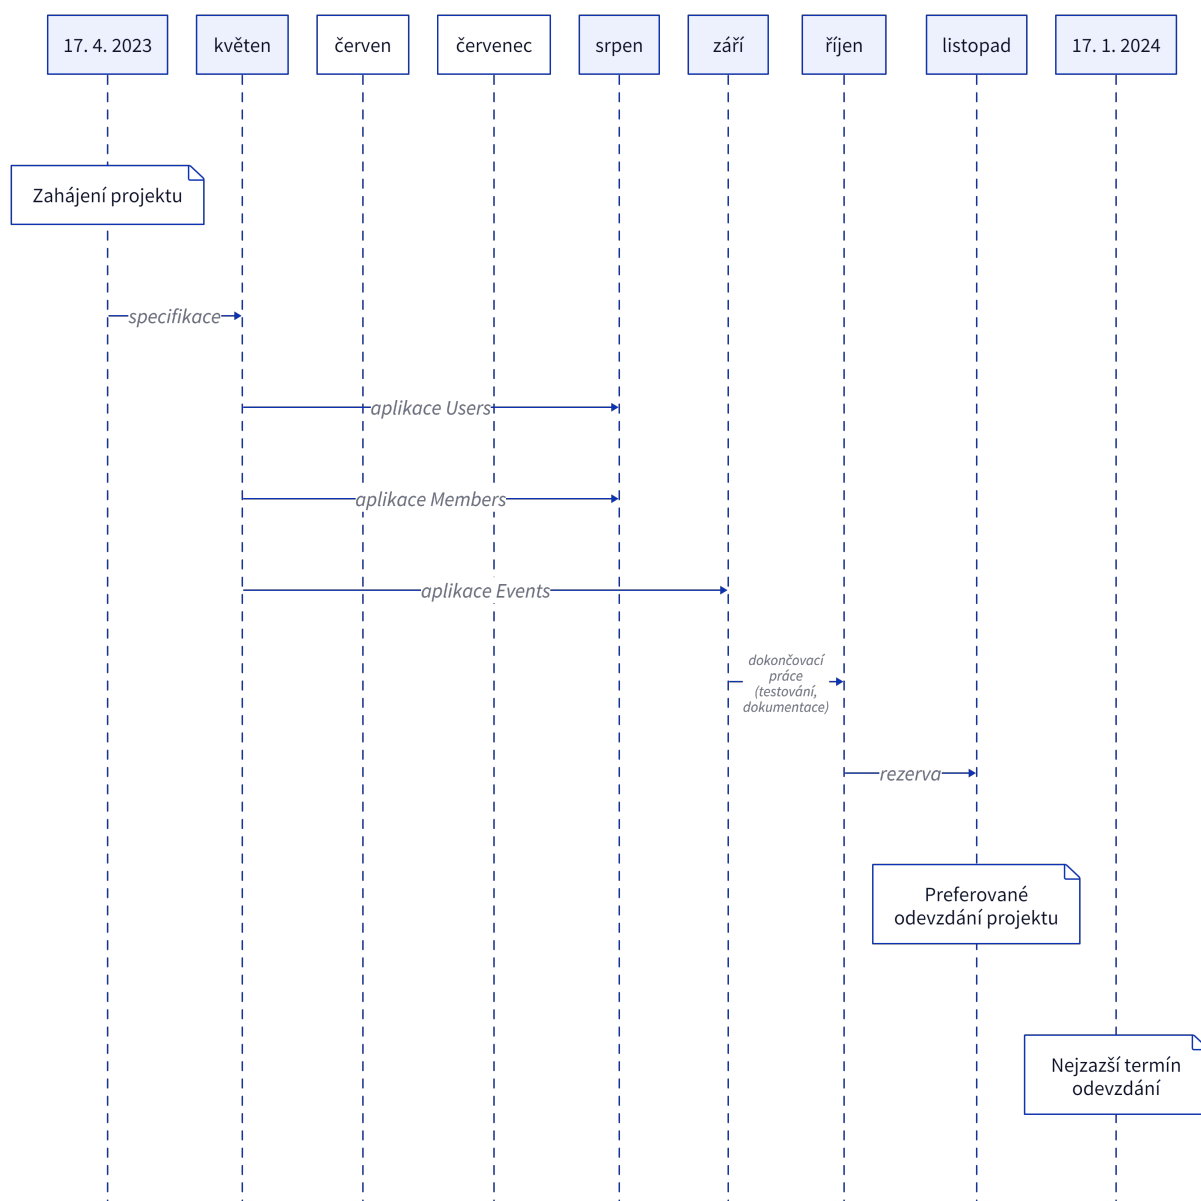 17. 4. 2023
květen
červen
červenec
srpen
září
říjen
listopad
17. 1. 2024
Zahájení projektu
specifikace
aplikace Users
aplikace Members
aplikace Events
dokončovací
práce
(testování,
dokumentace)
rezerva
Preferované
odevzdání projektu
Nejzazší termín
odevzdání